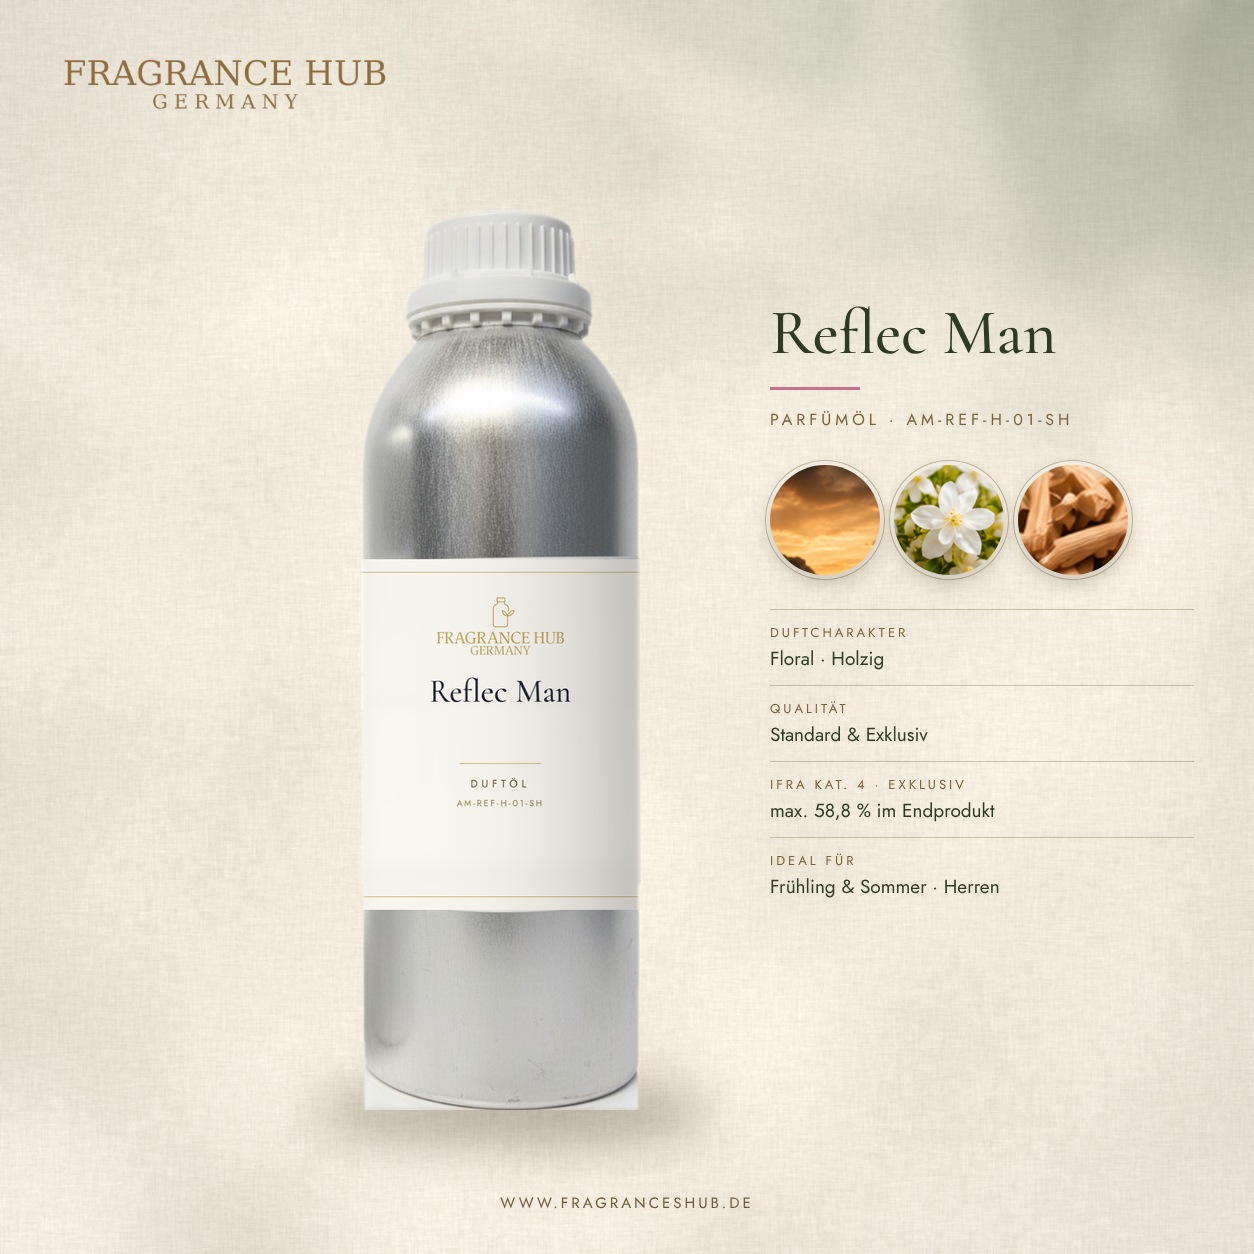 FRAGRANCE HUB
GERMANY
Reflec Man
PARFÜMÖL · AM-REF-H-01-SH
DUFTCHARAKTER
Floral · Holzig
QUALITÄT
Standard & Exklusiv
IFRA KAT. 4 · EXKLUSIV
max. 58,8 % im Endprodukt
IDEAL FÜR
Frühling & Sommer · Herren
FRAGRANCE HUB
GERMANY
Reflec Man
DUFTÖL
AM-REF-H-01-SH
WWW.FRAGRANCESHUB.DE